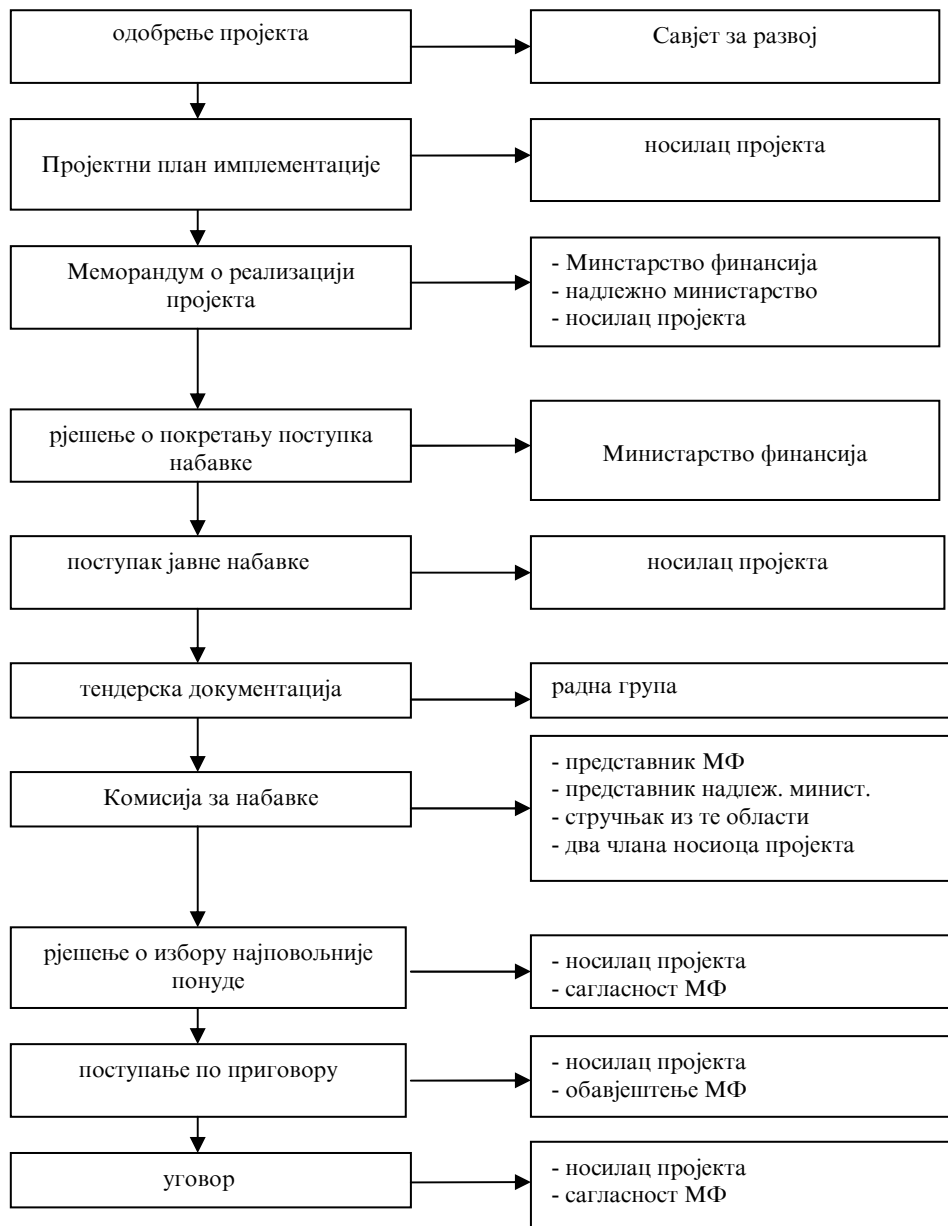 одобрење пројекта
Савјет за развој
Пројектни план имплементације
носилац пројекта
Меморандум о реализацији
пројекта
- Минстарство финансија
- надлежно министарство
- носилац пројекта
рјешење о покретању поступка
набавке
Министарство финансија
поступак јавне набавке
носилац пројекта
тендерска документација
радна група
Комисија за набавке
- представник МФ
- представник надлеж. минист.
- стручњак из те области
- два члана носиоца пројекта
рјешење о избору најповољније
понуде
- носилац пројекта
- сагласност МФ
поступање по приговору
- носилац пројекта
- обавјештење МФ
уговор
- носилац пројекта
- сагласност МФ